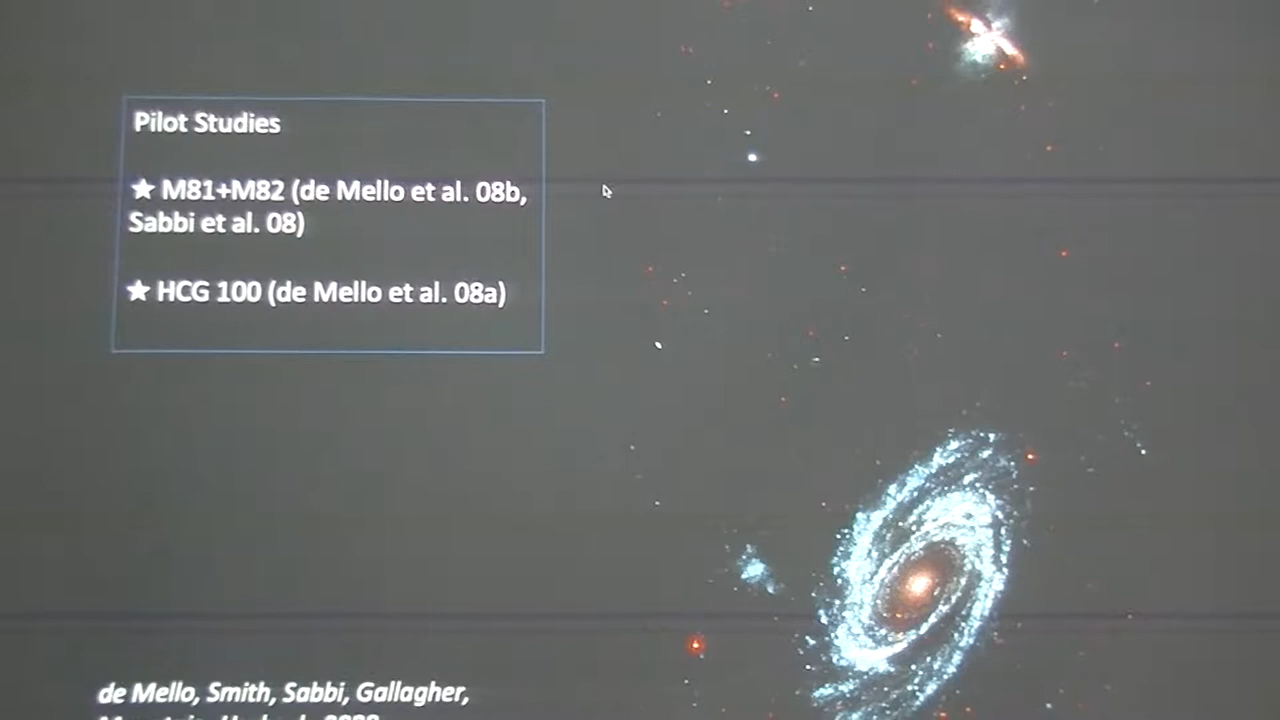 Pilot Studies
★ M81+M82 (de Mello et al. 08b,
Sabbi et al. 08)
★ HCG 100 (de Mello et al. 08a)
de Mello, Smith, Sabbi, Gallagher,